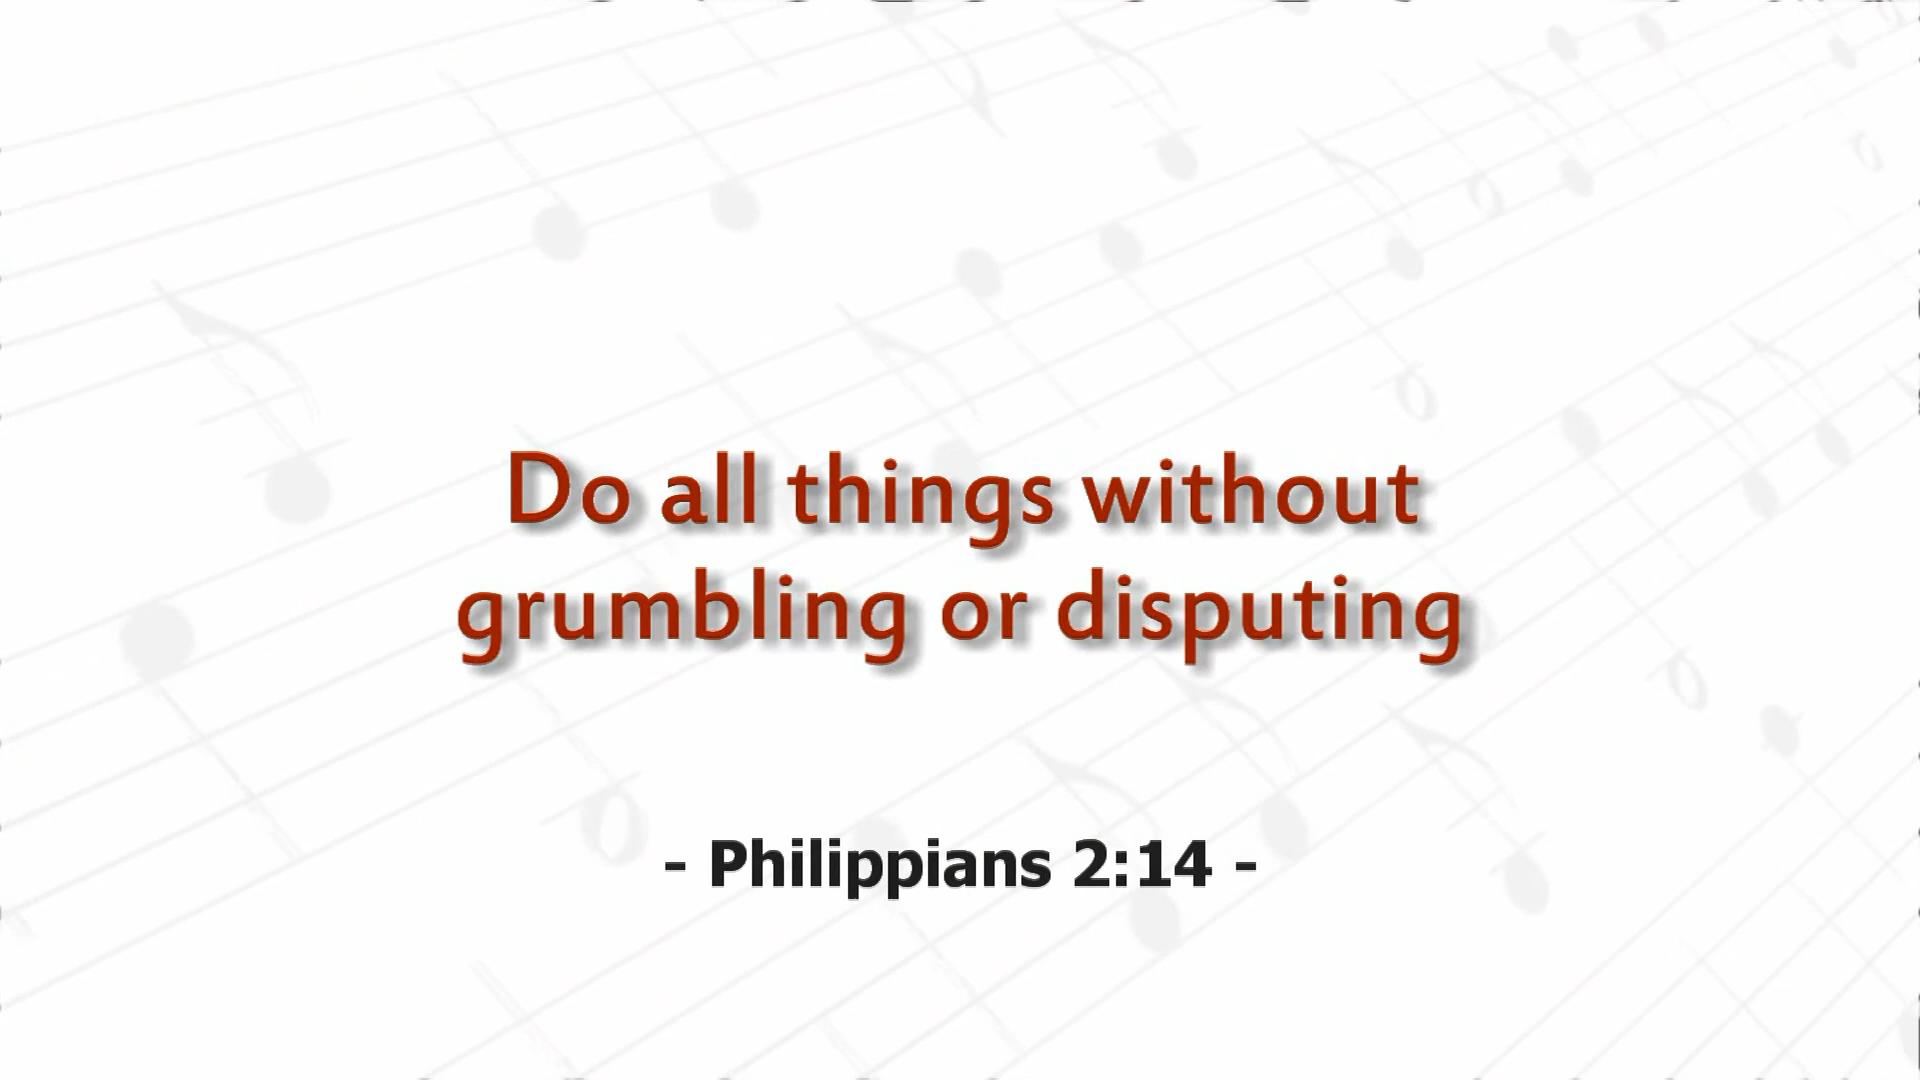 Do all things without
grumbling or disputing
- Philippians 2:14 -